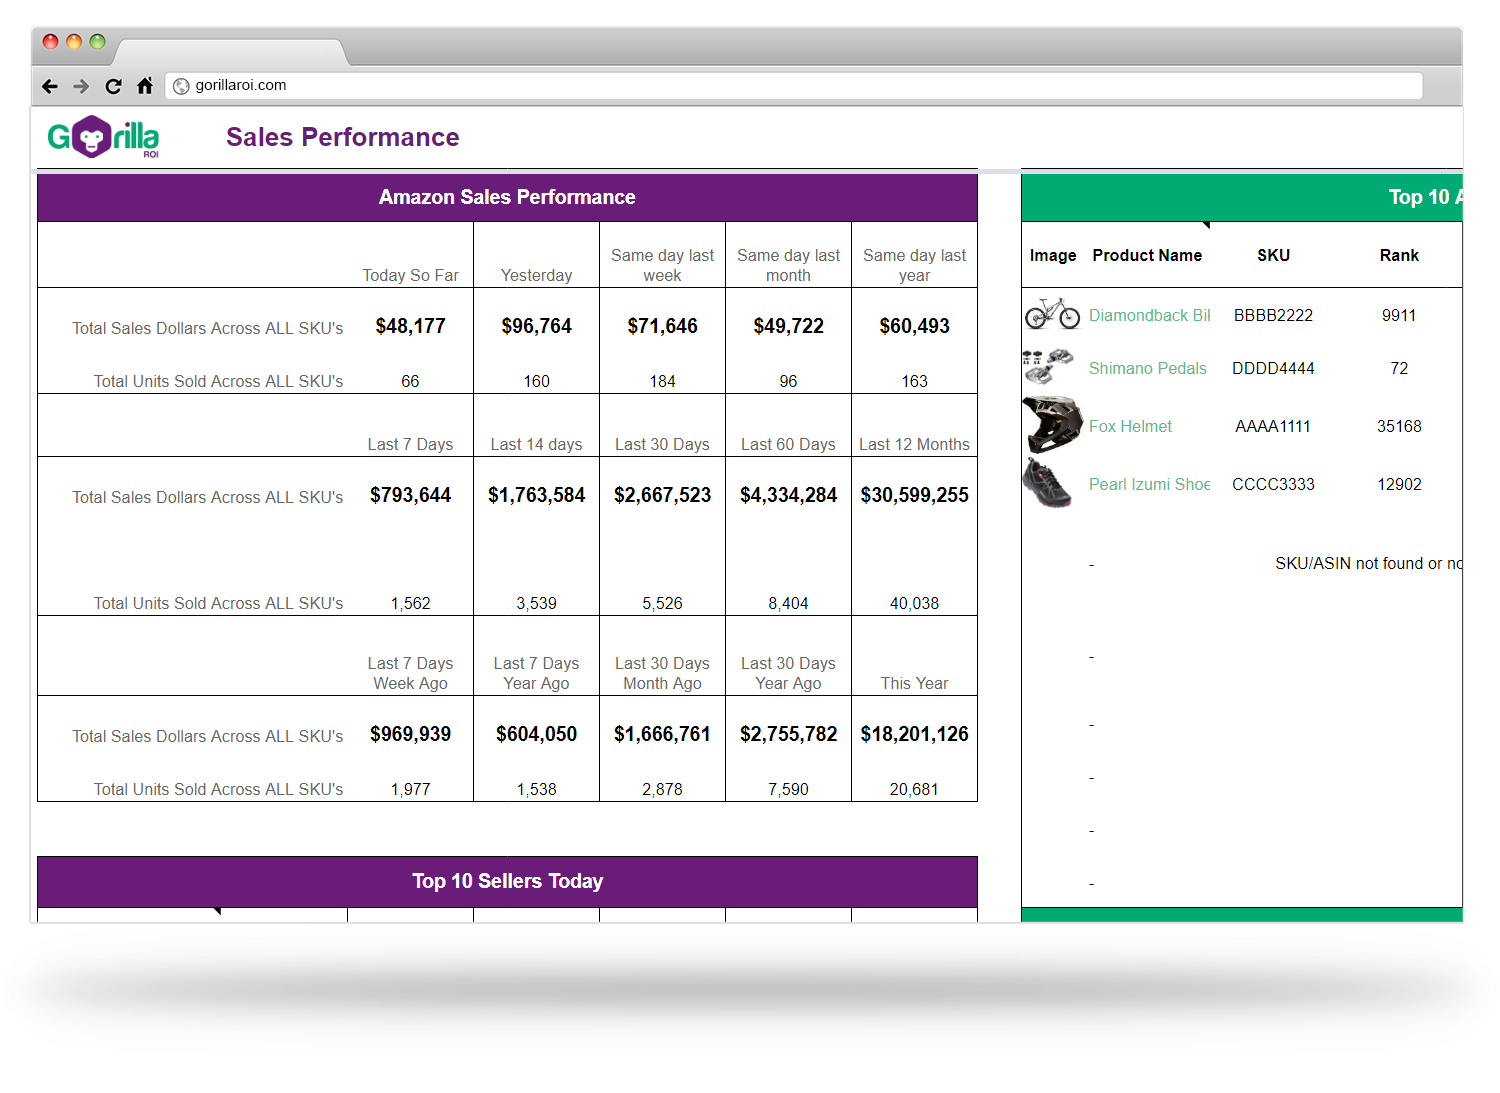 gorillaroi.com
Gorilla
ROI
Sales Performance
Amazon Sales Performance
Today So Far Yesterday Same day last week Same day last month Same day last year
Total Sales Dollars Across ALL SKU's $48,177 $96,764 $71,646 $49,722 $60,493
Total Units Sold Across ALL SKU's 66 160 184 96 163
Last 7 Days Last 14 days Last 30 Days Last 60 Days Last 12 Months
Total Sales Dollars Across ALL SKU's $793,644 $1,763,584 $2,667,523 $4,334,284 $30,599,255
Total Units Sold Across ALL SKU's 1,562 3,539 5,526 8,404 40,038
Last 7 Days Week Ago Last 7 Days Year Ago Last 30 Days Month Ago Last 30 Days Year Ago This Year
Total Sales Dollars Across ALL SKU's $969,939 $604,050 $1,666,761 $2,755,782 $18,201,126
Total Units Sold Across ALL SKU's 1,977 1,538 2,878 7,590 20,681
Top 10 Sellers Today
Top 10
Image Product Name SKU Rank
Diamondback BBBB2222 9911
Shimano Pedals DDDD4444 72
Fox Helmet AAAA1111 35168
Pearl Izumi Shoe CCCC3333 12902
- SKU/ASIN not found or
-
-
-
-
-